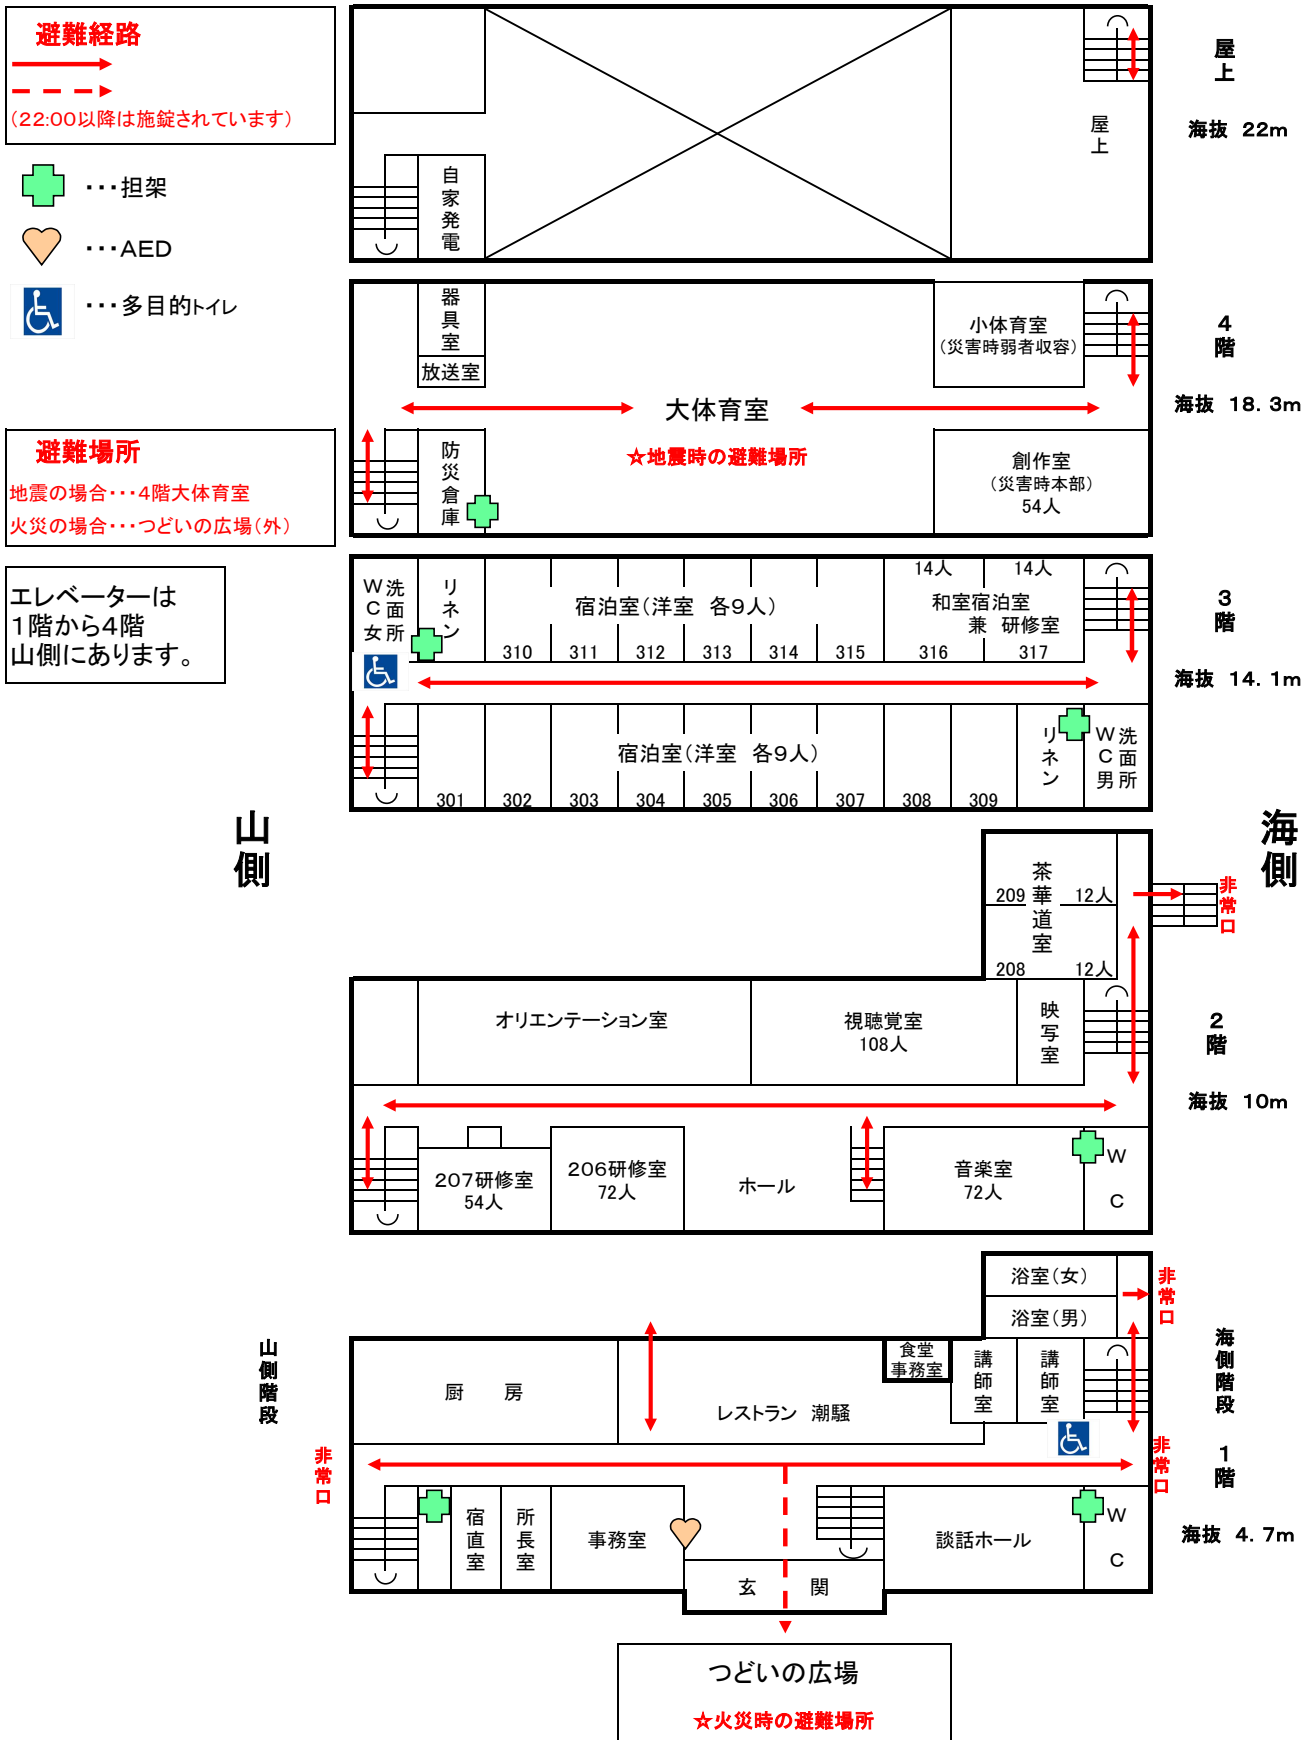 避難経路
(22:00以降は施錠されています)
・・・担架
・・・AED
・・・多目的トイレ
避難場所
地震の場合・・・4階大体育室
火災の場合・・・つどいの広場(外)
エレベーターは
1階から4階
山側にあります。
山側
海側
屋上
海抜 22m
自家発電
屋上
4階
海抜 18.3m
器具室
放送室
小体育室
(災害時弱者収容)
大体育室
☆地震時の避難場所
防災倉庫
創作室
(災害時本部)
54人
3階
海抜 14.1m
洗面所
WC女
リネン
宿泊室(洋室 各9人)
14人
14人
和室宿泊室
兼 研修室
310
311
312
313
314
315
316
317
宿泊室(洋室 各9人)
リネン
洗面所
WC男
301
302
303
304
305
306
307
308
309
2階
海抜 10m
茶華道室
209
12人
208
12人
非常口
オリエンテーション室
視聴覚室
108人
映写室
207研修室
54人
206研修室
72人
ホール
音楽室
72人
WC
山側階段
海側階段
1階
海抜 4.7m
浴室(女)
浴室(男)
非常口
食堂
事務室
講師室
講師室
厨 房
レストラン 潮騒
非常口
非常口
宿直室
所長室
事務室
玄 関
談話ホール
WC
つどいの広場
☆火災時の避難場所